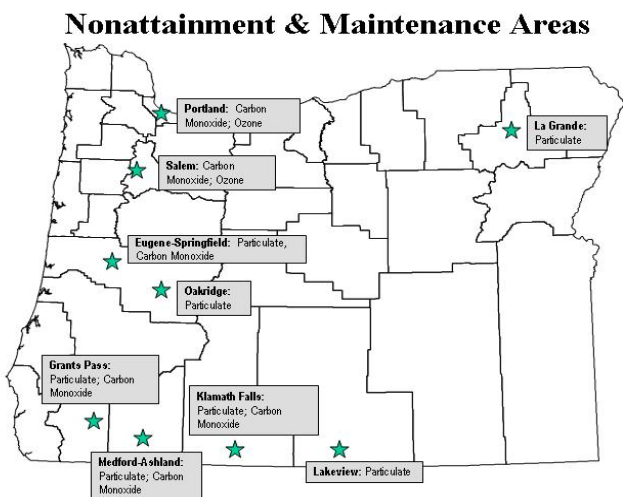 Nonattainment & Maintenance Areas
Portland: Carbon
Monoxide; Ozone
La Grande:
Particulate
Salem: Carbon
Monoxide; Ozone
Eugene-Springfield: Particulate,
Carbon Monoxide
Oakridge:
Particulate
Grants Pass:
Particulate; Carbon
Monoxide
Klamath Falls:
Particulate; Carbon
Monoxide
Medford-Ashland:
Particulate; Carbon
Monoxide
Lakeview: Particulate